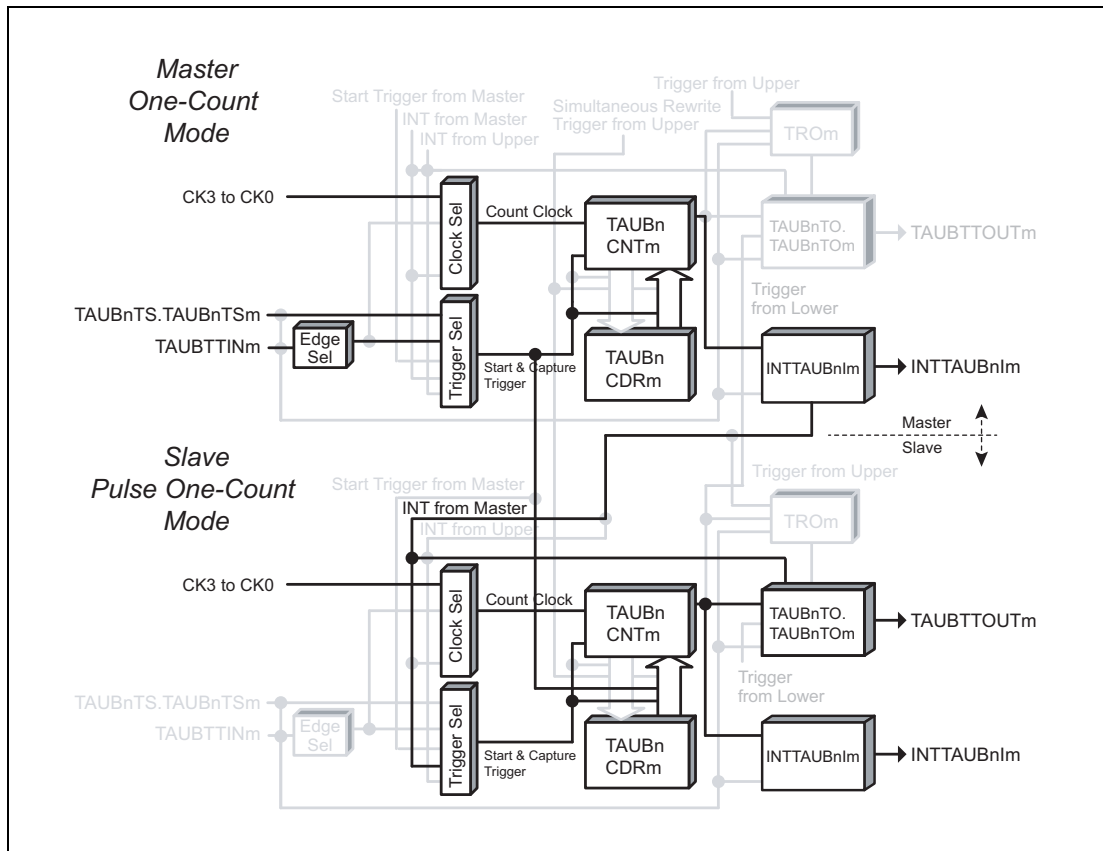 Master
One-Count
Mode
Trigger from Upper
Start Trigger from Master
Simultaneous Rewrite
Trigger from Upper
INT from Master
INT from Upper
TROm
CK3 to CK0
Clock Sel
Count Clock
TAUBn
CNTm
TAUBnTO.
TAUBnTOm
TAUBTTOUTm
Trigger
from Lower
TAUBnTS.TAUBnTSm
TAUBTTINm
Edge
Sel
Trigger Sel
Start & Capture
Trigger
TAUBn
CDRm
INTTAUBnIm
INTTAUBnIm
Master
Slave
Slave
Pulse One-Count
Mode
Start Trigger from Master
INT from Master
INT from Upper
Trigger from Upper
TROm
CK3 to CK0
Clock Sel
Count Clock
TAUBn
CNTm
TAUBnTO.
TAUBnTOm
TAUBTTOUTm
Trigger
from Lower
TAUBnTS.TAUBnTSm
TAUBTTINm
Edge
Sel
Trigger Sel
Start & Capture
Trigger
TAUBn
CDRm
INTTAUBnIm
INTTAUBnIm